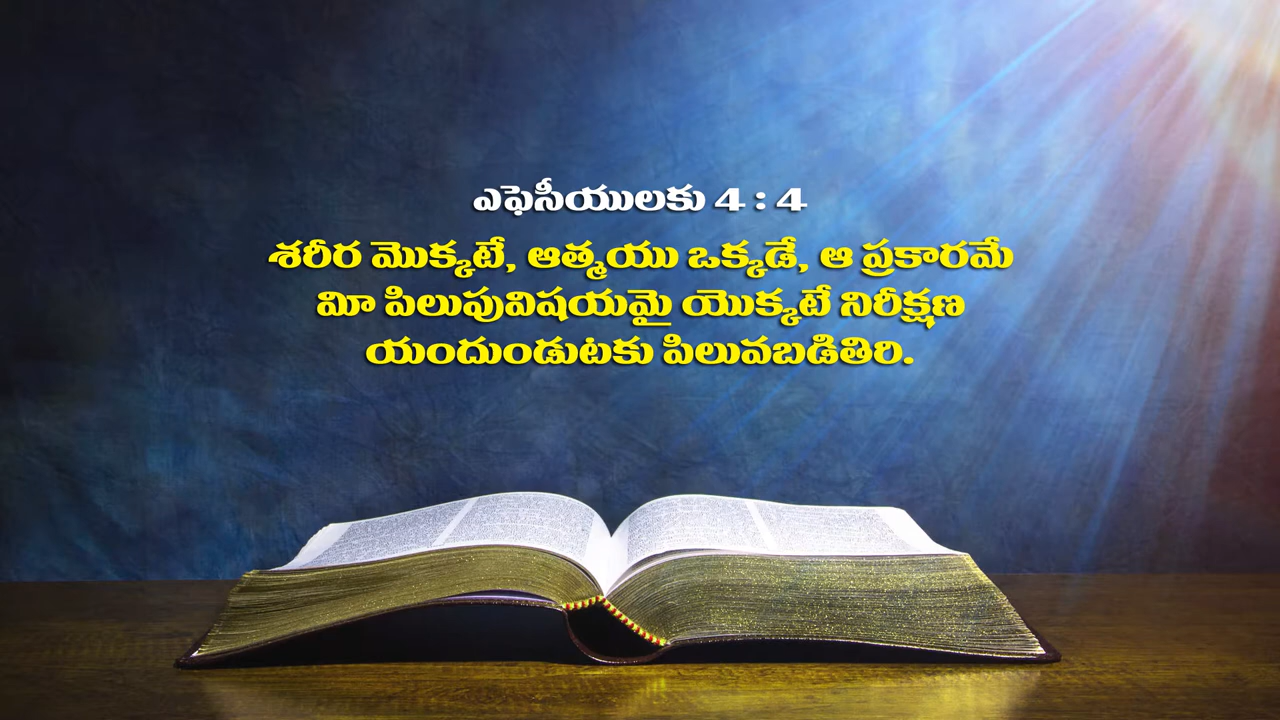 ఎఫెసీయులకు 4 : 4
శరీర మొక్కటే, ఆత్మయు ఒక్కడే, ఆ ప్రకారమే
మీ పిలుపువిషయమై యొక్కటే నిరీక్షణ
యందుండుటకు పిలువబడితిరి.